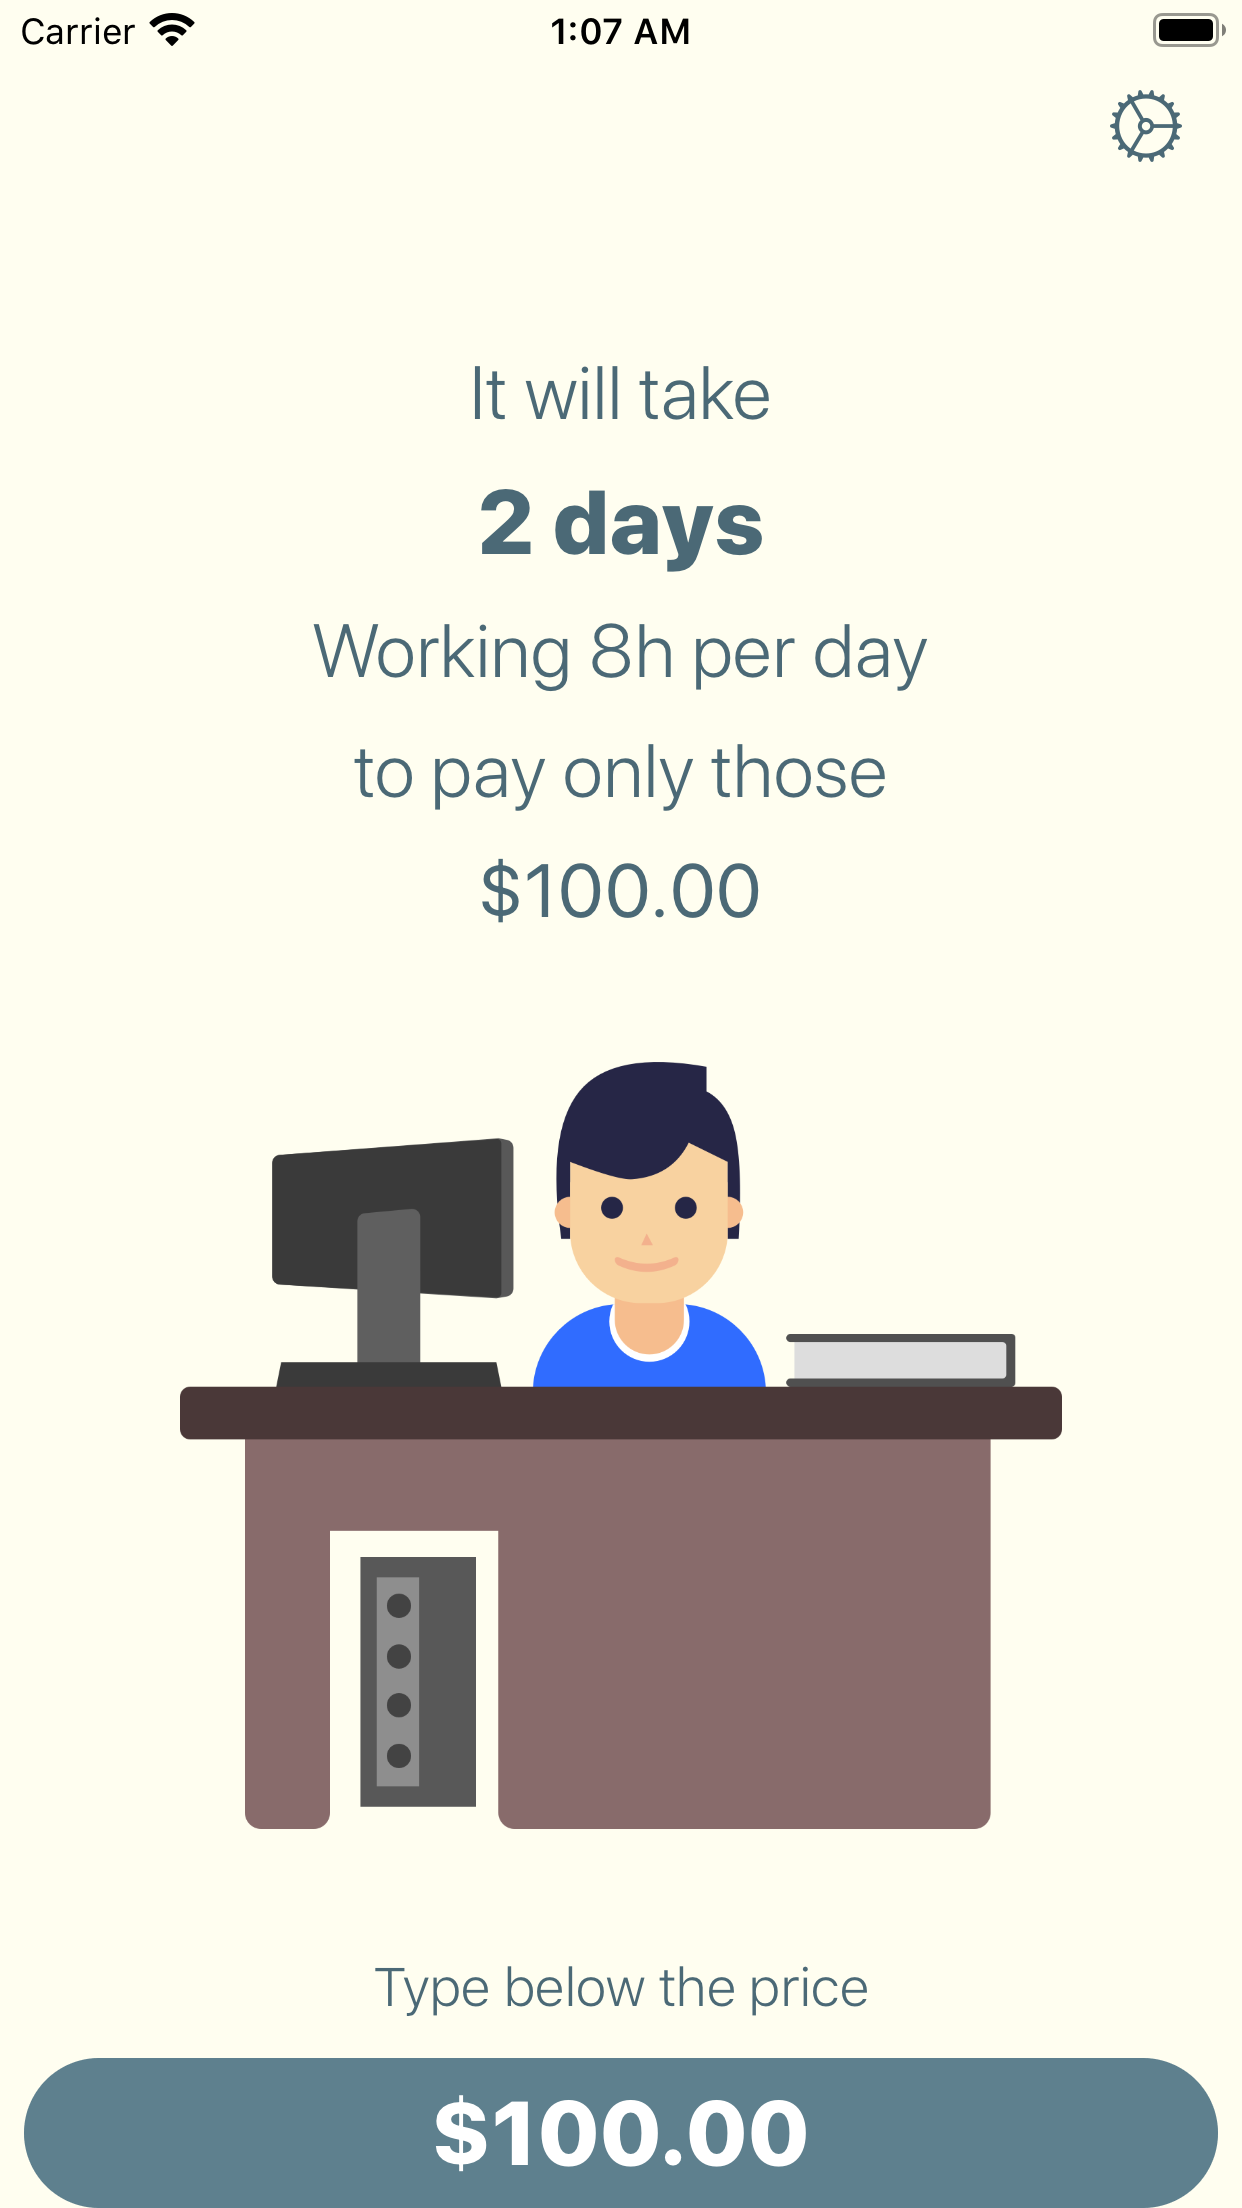 Carrier 1:07 AM
It will take
2 days
Working 8h per day
to pay only those
$100.00
Type below the price
$100.00